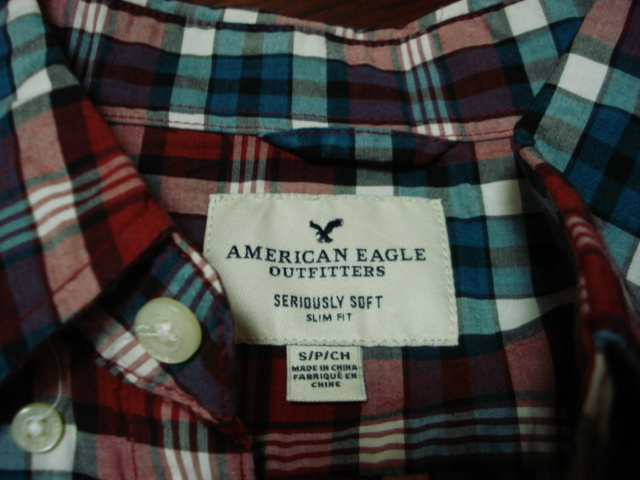 AMERICAN EAGLE
OUTFITTERS
SERIOUSLY SOFT
SLIM FIT
S/P/CH
MADE IN CHINA
FABRIQUÉ EN
CHINE